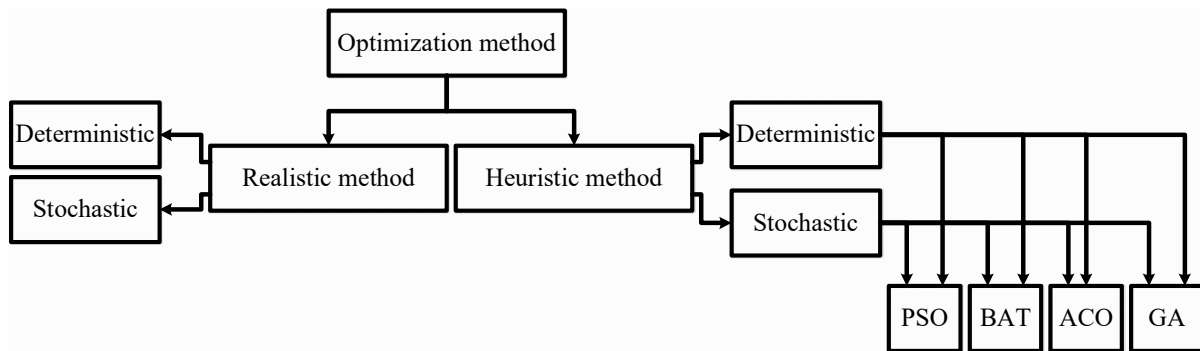 Optimization method
Deterministic
Stochastic
Realistic method
Heuristic method
Deterministic
Stochastic
PSO
BAT
ACO
GA